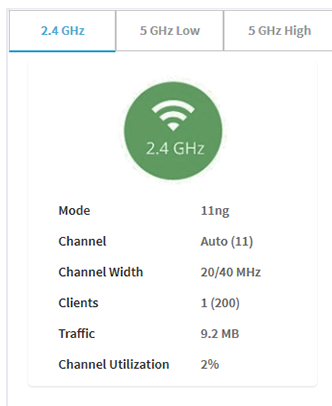 2.4 GHz 5 GHz Low 5 GHz High
2.4 GHz
Mode 11ng
Channel Auto (11)
Channel Width 20/40 MHz
Clients 1 (200)
Traffic 9.2 MB
Channel Utilization 2%